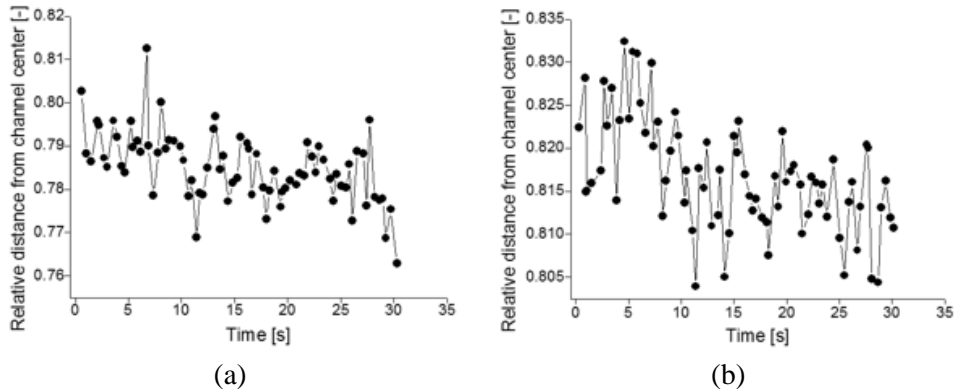 Relative distance from channel center [-]
0.82
0.81
0.80
0.79
0.78
0.77
0.76
0 5 10 15 20 25 30 35
Time [s]
(a)
Relative distance from channel center [-]
0.835
0.830
0.825
0.820
0.815
0.810
0.805
0 5 10 15 20 25 30 35
Time [s]
(b)